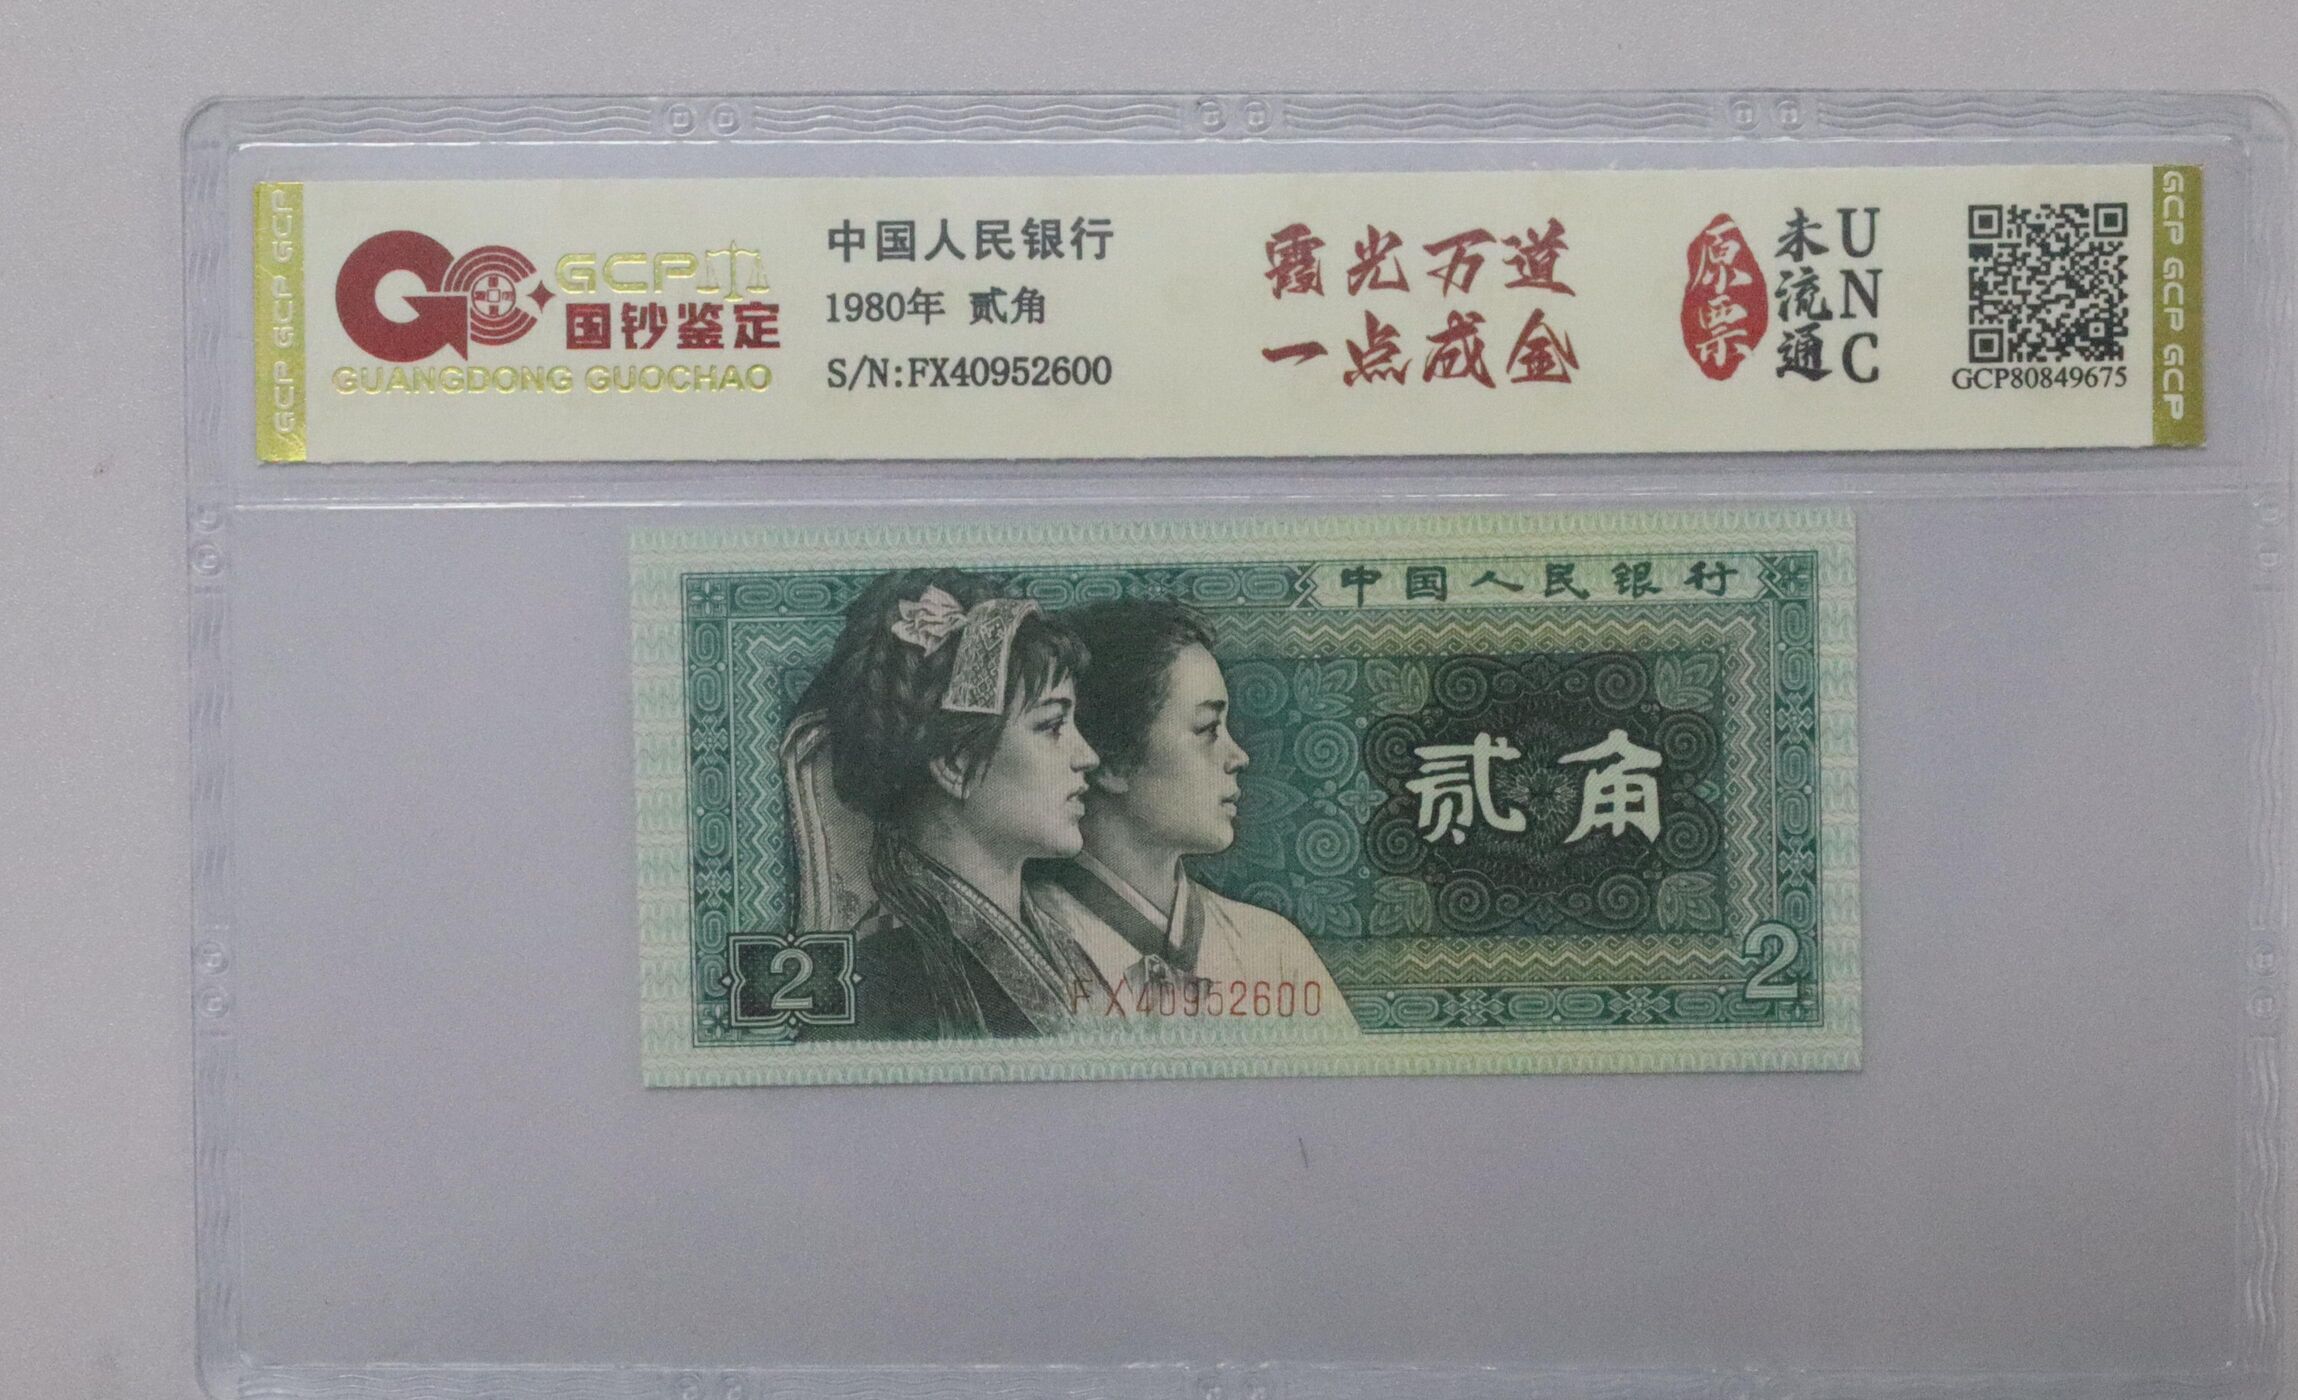 GCP GCP GCP
GCP
国钞鉴定
GUANGDONG GUOCHAO
中国人民银行
1980年 贰角
S/N:FX40952600
霞光万道
一点成金
原票
未流通
UNC
GCP80849675
GCP GCP GCP
中国人民银行
贰角
2
FX40952600
2